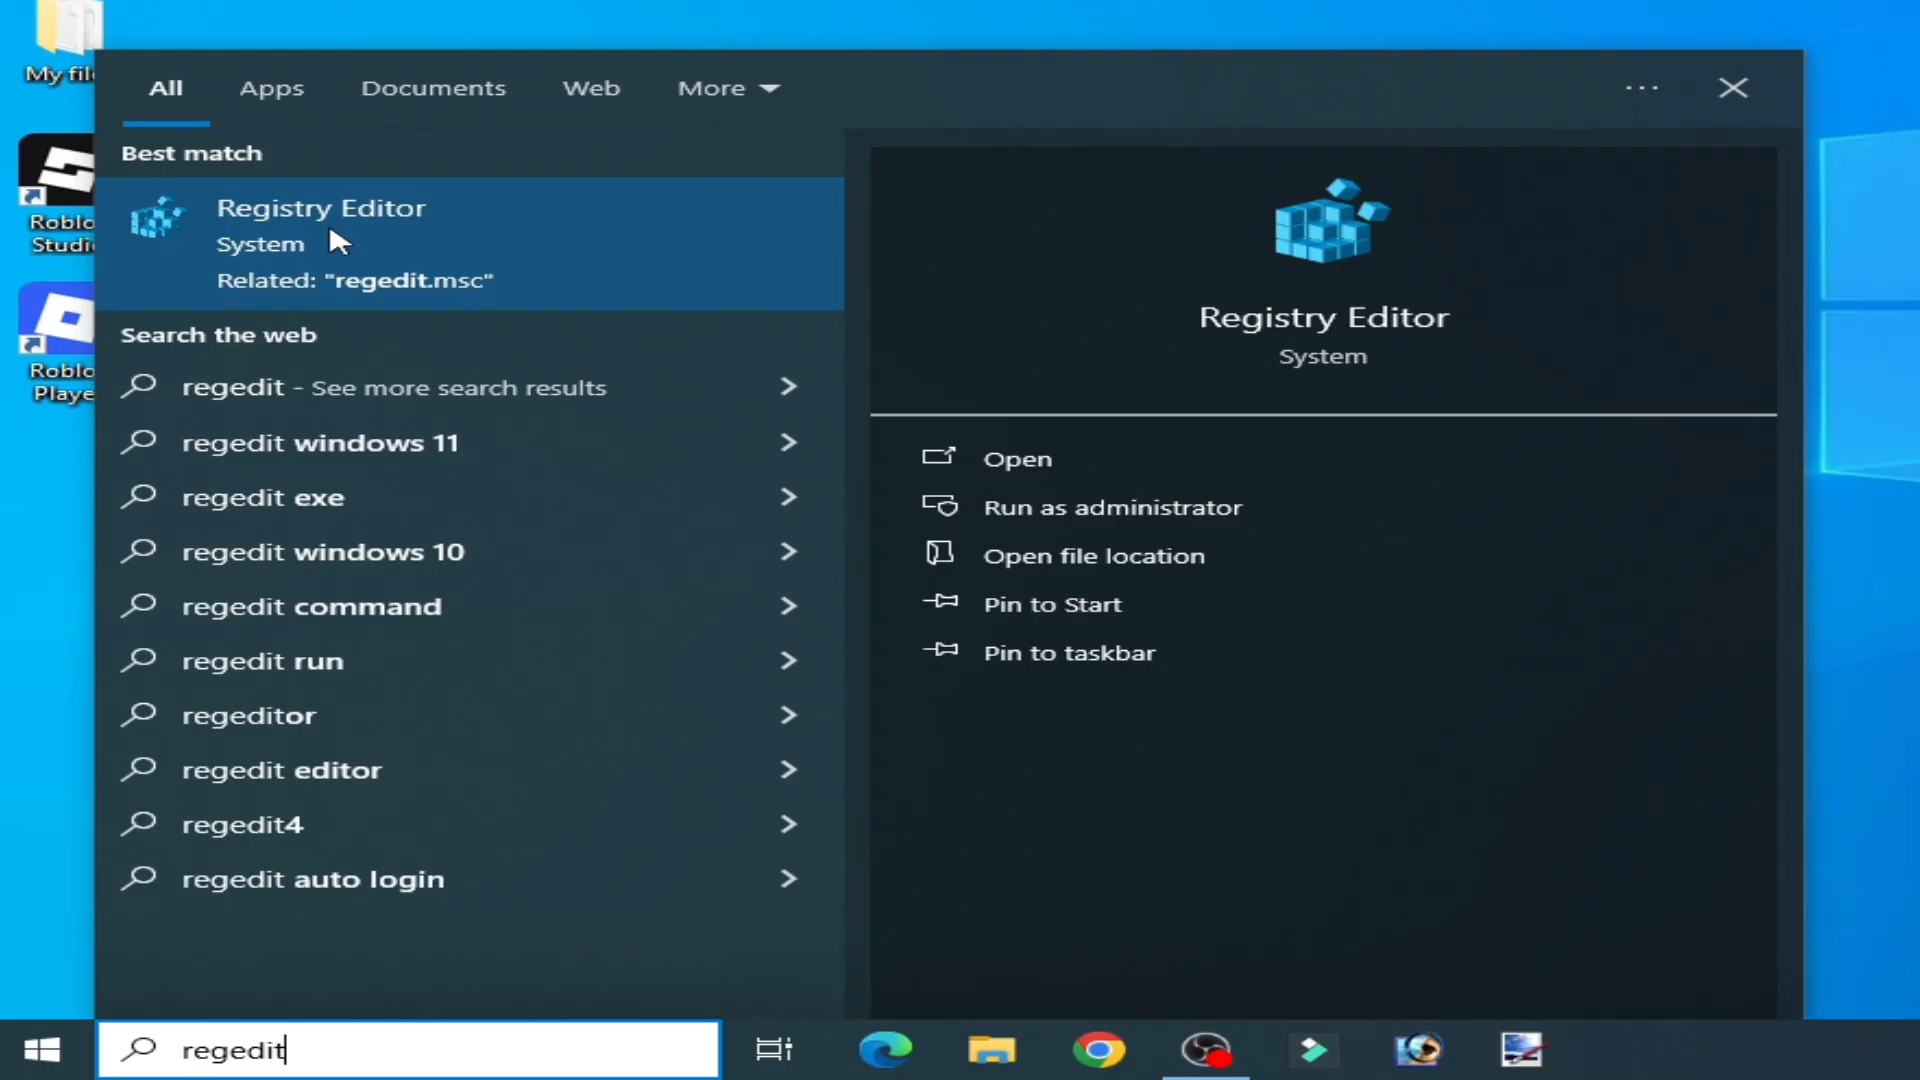 My fil
Roblo
Studi
Roblo
Playe
All
Apps
Documents
Web
More
Best match
Registry Editor
System
Related: "regedit.msc"
Search the web
regedit - See more search results
regedit windows 11
regedit exe
regedit windows 10
regedit command
regedit run
regeditor
regedit editor
regedit4
regedit auto login
Registry Editor
System
Open
Run as administrator
Open file location
Pin to Start
Pin to taskbar
regedit